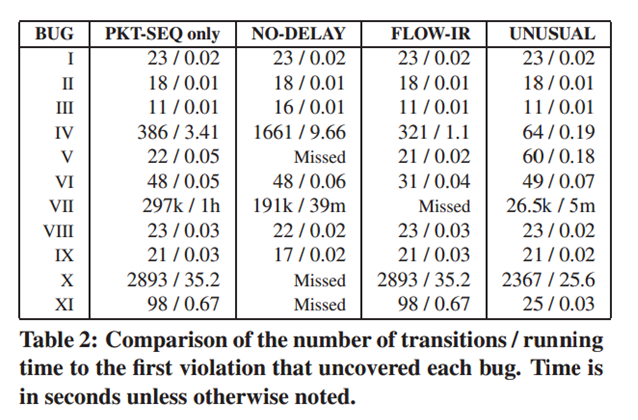 BUG PKT-SEQ only NO-DELAY FLOW-IR UNUSUAL
I 23 / 0.02 23 / 0.02 23 / 0.02 23 / 0.02
II 18 / 0.01 18 / 0.01 18 / 0.01 18 / 0.01
III 11 / 0.01 16 / 0.01 11 / 0.01 11 / 0.01
IV 386 / 3.41 1661 / 9.66 321 / 1.1 64 / 0.19
V 22 / 0.05 Missed 21 / 0.02 60 / 0.18
VI 48 / 0.05 48 / 0.06 31 / 0.04 49 / 0.07
VII 297k / 1h 191k / 39m Missed 26.5k / 5m
VIII 23 / 0.03 22 / 0.02 23 / 0.03 23 / 0.02
IX 21 / 0.03 17 / 0.02 21 / 0.03 21 / 0.02
X 2893 / 35.2 Missed 2893 / 35.2 2367 / 25.6
XI 98 / 0.67 Missed 98 / 0.67 25 / 0.03
Table 2: Comparison of the number of transitions / running
time to the first violation that uncovered each bug. Time is
in seconds unless otherwise noted.